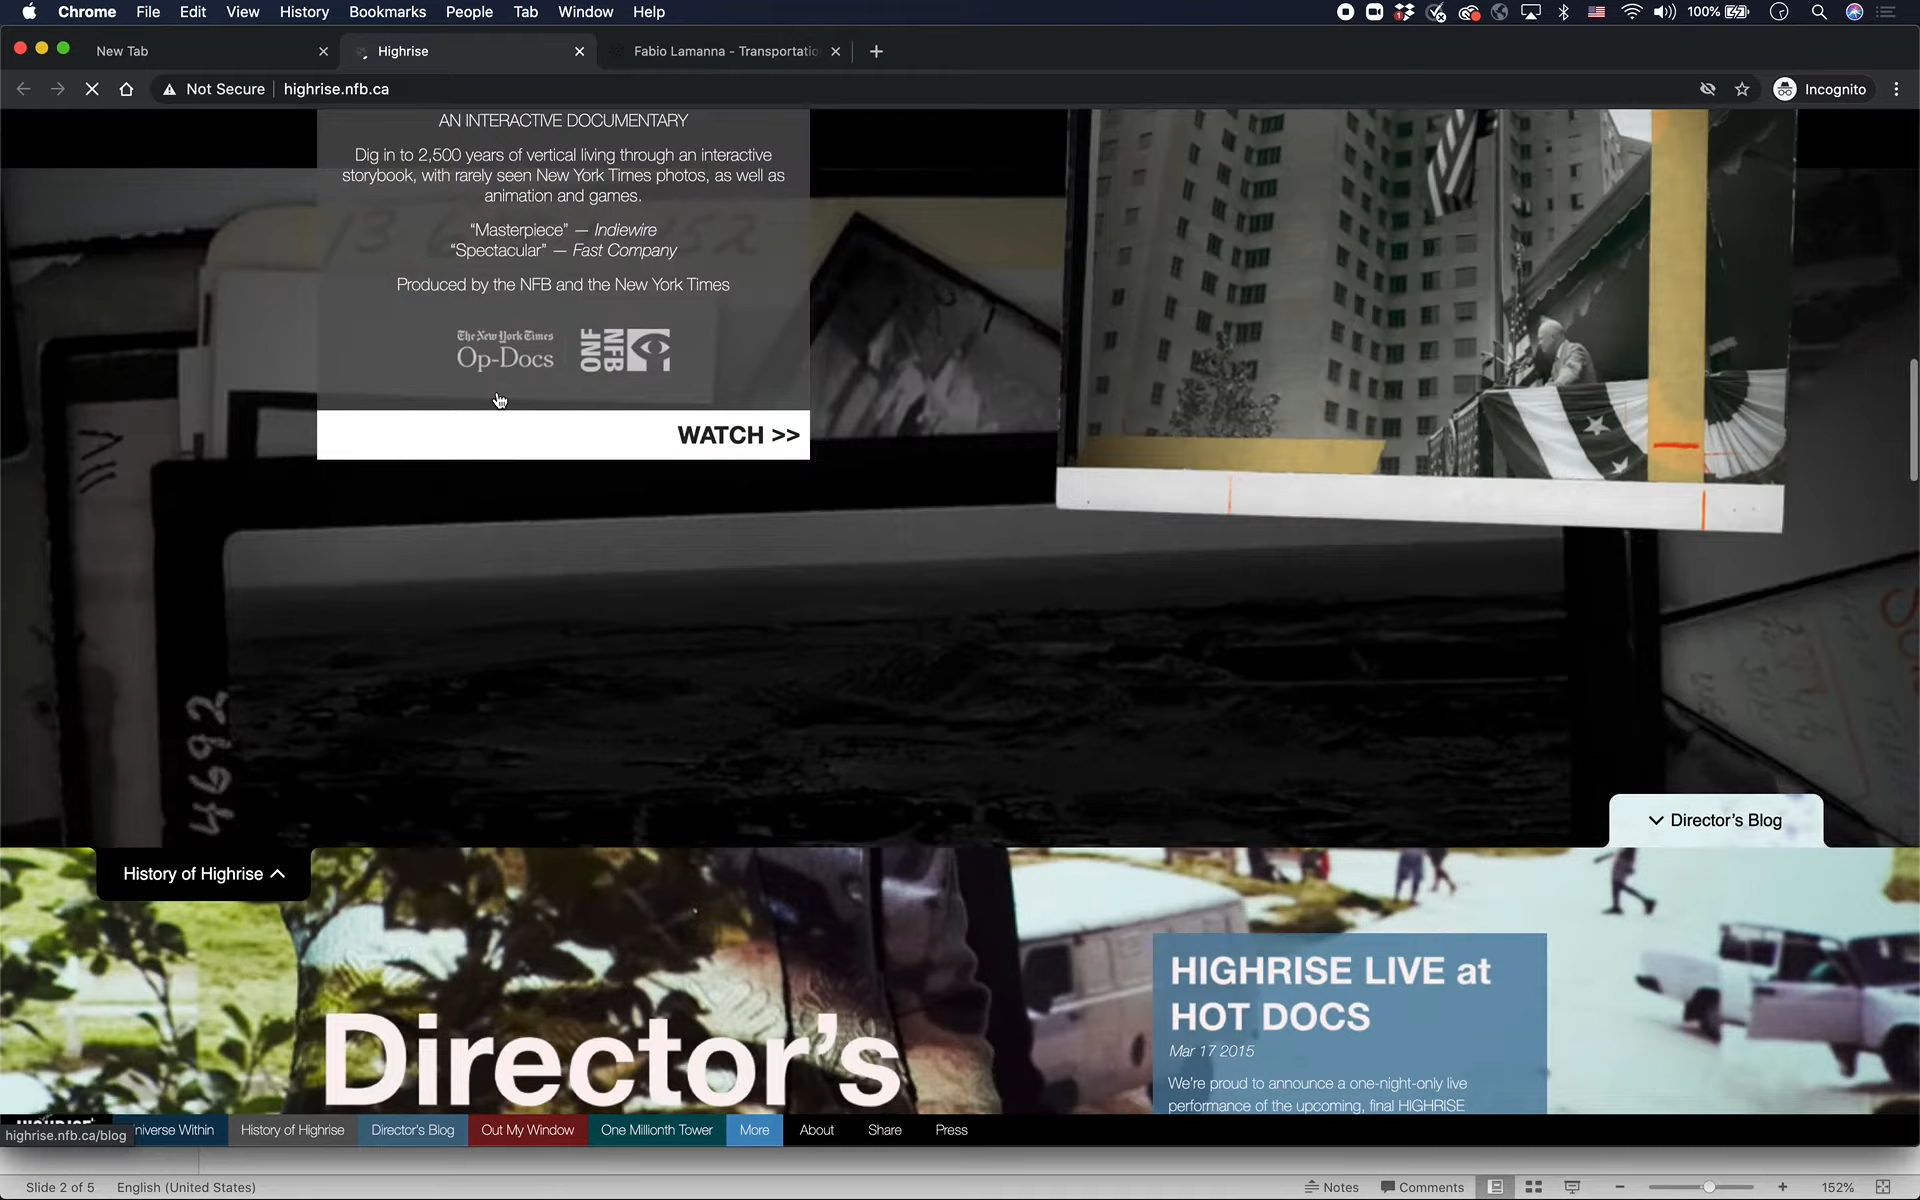 Chrome File Edit View History Bookmarks People Tab Window Help 100%
New Tab Highrise Fabio Lamanna - Transportatio
Not Secure highrise.nfb.ca Incognito
AN INTERACTIVE DOCUMENTARY
Dig in to 2,500 years of vertical living through an interactive
storybook, with rarely seen New York Times photos, as well as
animation and games.
“Masterpiece” — Indiewire
“Spectacular” — Fast Company
Produced by the NFB and the New York Times
The New York Times
Op-Docs
ONF
NFB
WATCH >>
4692
Director’s Blog
History of Highrise
HIGHRISE LIVE at
HOT DOCS
Mar 17 2015
We’re proud to announce a one-night-only live
performance of the upcoming, final HIGHRISE
Director’s
highrise.nfb.ca/blog
niverse Within History of Highrise Director’s Blog Out My Window One Millionth Tower More About Share Press
Slide 2 of 5 English (United States) Notes Comments 152%